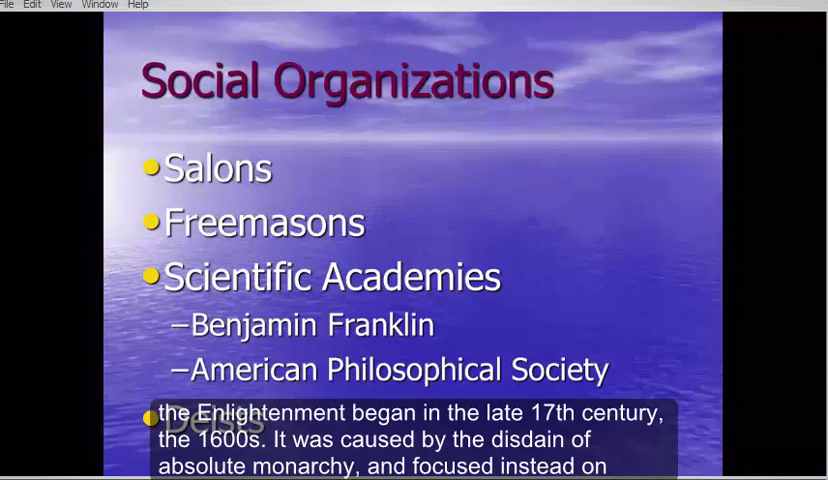 File Edit View Window Help
Social Organizations
•Salons
•Freemasons
•Scientific Academies
–Benjamin Franklin
–American Philosophical Society
•Deists
the Enlightenment began in the late 17th century,
the 1600s. It was caused by the disdain of
absolute monarchy, and focused instead on